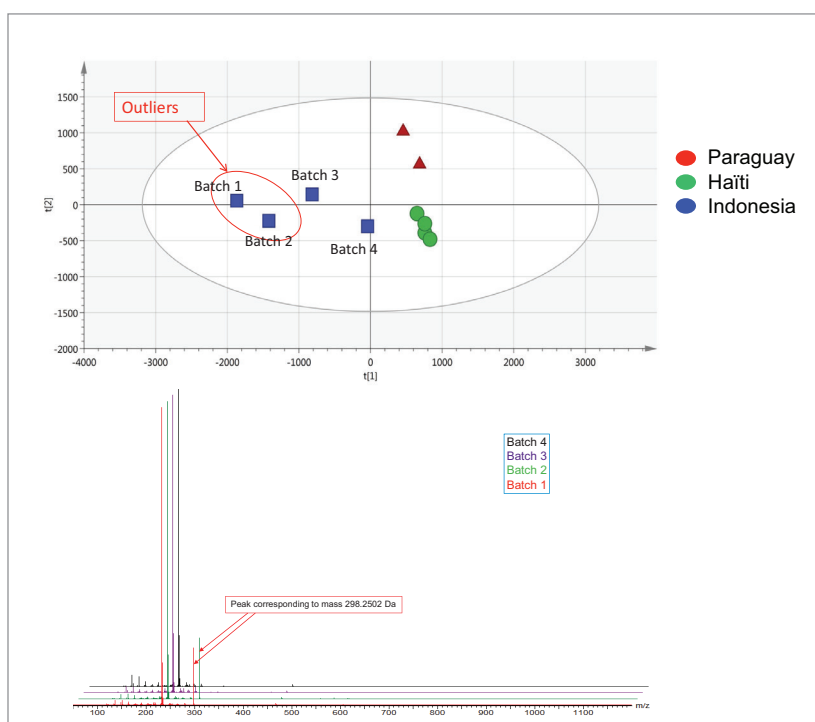 Outliers
Batch 1
Batch 2
Batch 3
Batch 4
1500
1000
500
0
-500
-1000
-1500
-2000
t[2]
-4000 -3000 -2000 -1000 0 1000 2000 3000
t[1]
Paraguay
Haïti
Indonesia
Batch 4
Batch 3
Batch 2
Batch 1
Peak corresponding to mass 298.2502 Da
100 200 300 400 500 600 700 800 900 1000 1100 m/z